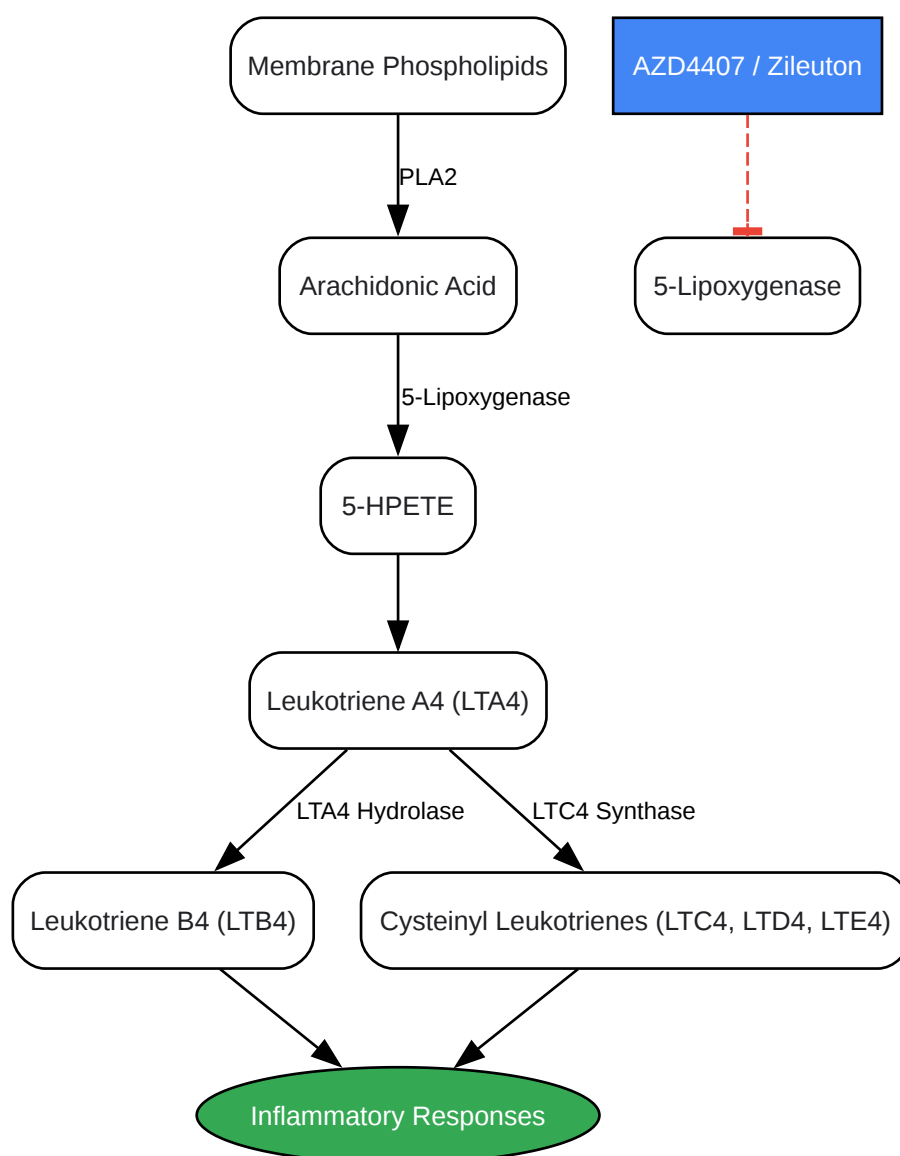 Membrane Phospholipids
AZD4407 / Zileuton
PLA2
Arachidonic Acid
5-Lipoxygenase
5-Lipoxygenase
5-HPETE
Leukotriene A4 (LTA4)
LTA4 Hydrolase
LTC4 Synthase
Leukotriene B4 (LTB4)
Cysteinyl Leukotrienes (LTC4, LTD4, LTE4)
Inflammatory Responses